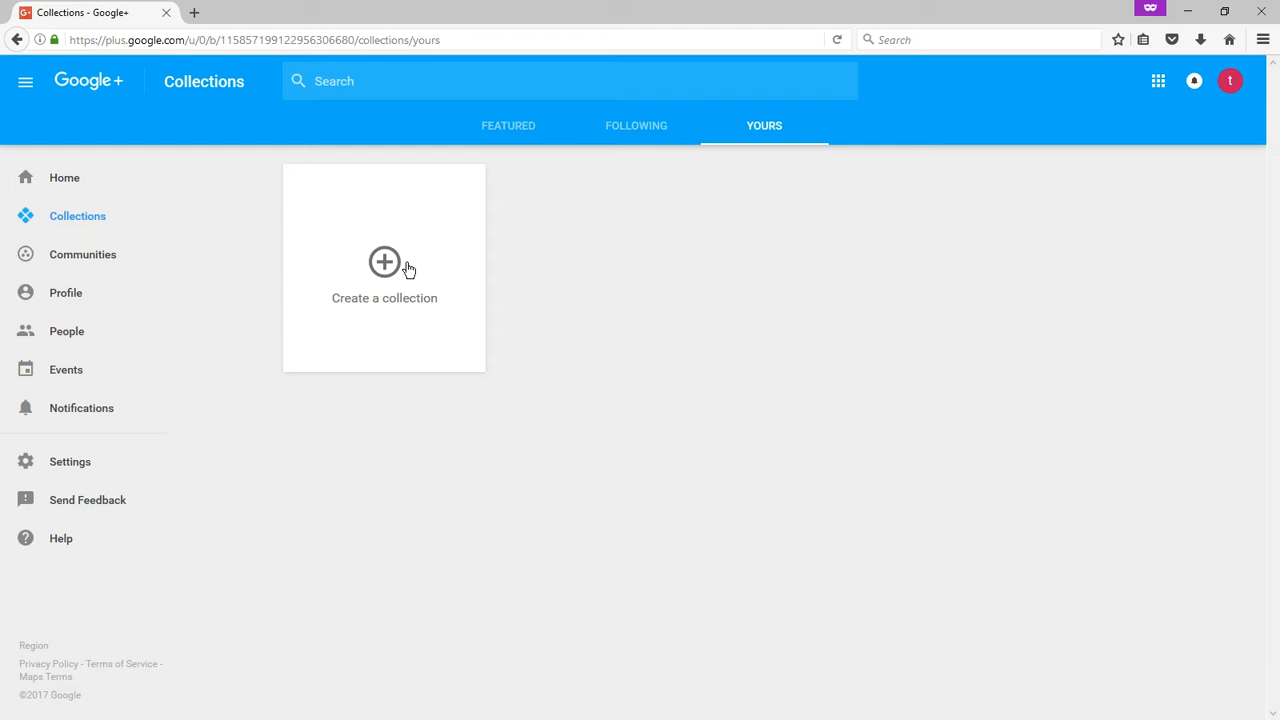 Collections - Google+
https://plus.google.com/u/0/b/115857199122956306680/collections/yours
Search
Google+
Collections
Search
t
FEATURED
FOLLOWING
YOURS
Home
Collections
Communities
Profile
People
Events
Notifications
Settings
Send Feedback
Help
Create a collection
Region
Privacy Policy - Terms of Service -
Maps Terms
©2017 Google